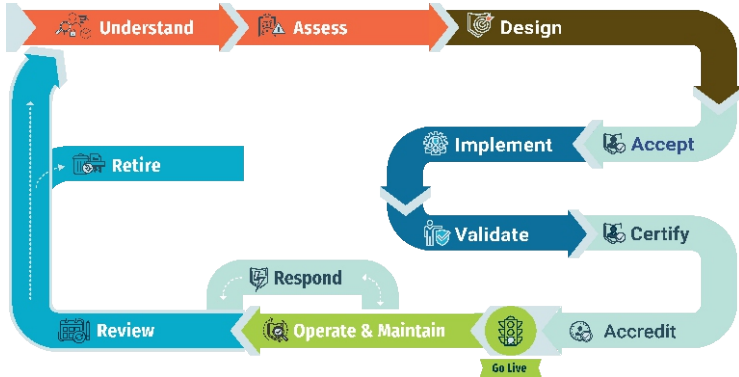 Understand
Assess
Design
Accept
Implement
Retire
Validate
Certify
Respond
Accredit
Operate & Maintain
Review
Go Live